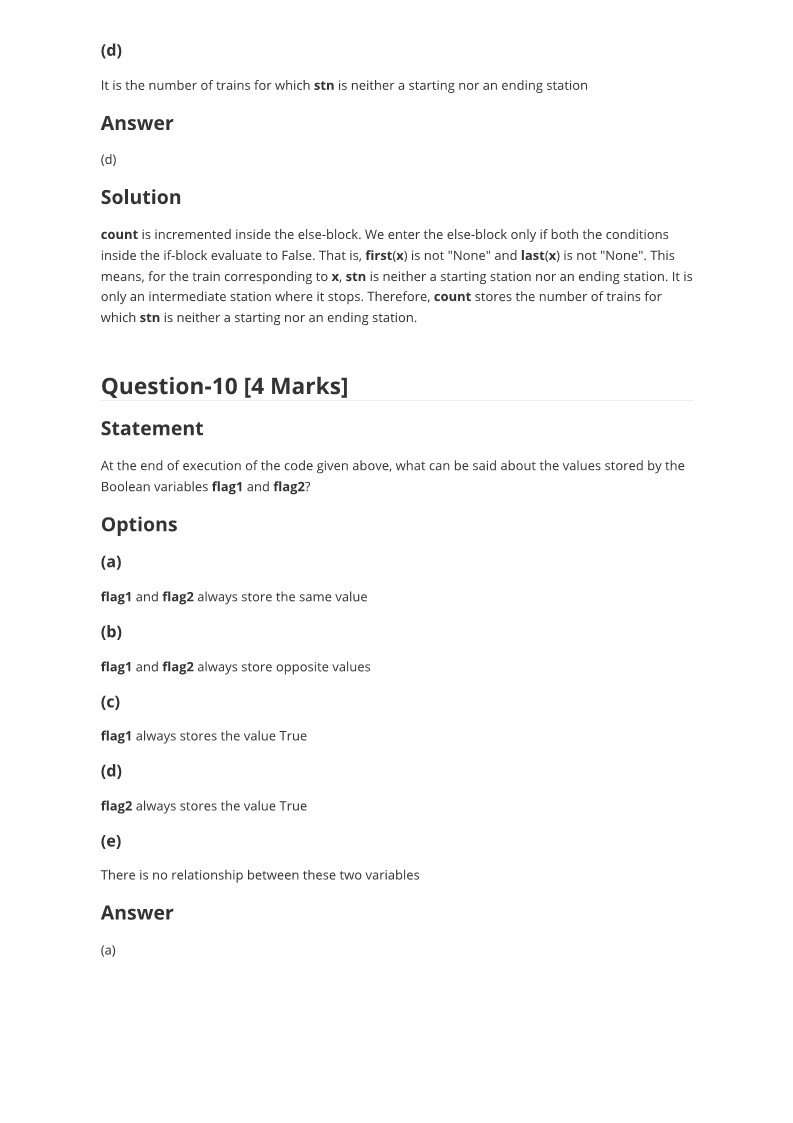 (d)
It is the number of trains for which stn is neither a starting nor an ending station
Answer
(d)
Solution
count is incremented inside the else-block. We enter the else-block only if both the conditions
inside the if-block evaluate to False. That is, first(x) is not "None" and last(x) is not "None". This
means, for the train corresponding to x, stn is neither a starting station nor an ending station. It is
only an intermediate station where it stops. Therefore, count stores the number of trains for
which stn is neither a starting nor an ending station.
Question-10 [4 Marks]
Statement
At the end of execution of the code given above, what can be said about the values stored by the
Boolean variables flag1 and flag2?
Options
(a)
flag1 and flag2 always store the same value
(b)
flag1 and flag2 always store opposite values
(c)
flag1 always stores the value True
(d)
flag2 always stores the value True
(e)
There is no relationship between these two variables
Answer
(a)